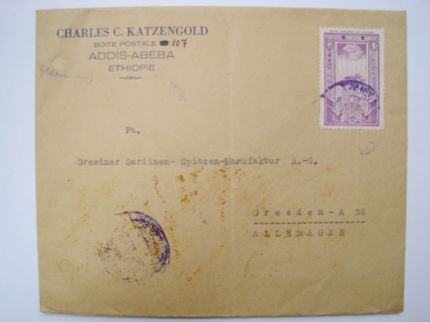 CHARLES C. KATZENGOLD
BOITE POSTALE 107
ADDIS-ABEBA
ETHIOPIE
Fa.
Dresdner Gardinen- Spitzen-Manufaktur A.-G.
Dresden-A 36
ALLEMAGNE